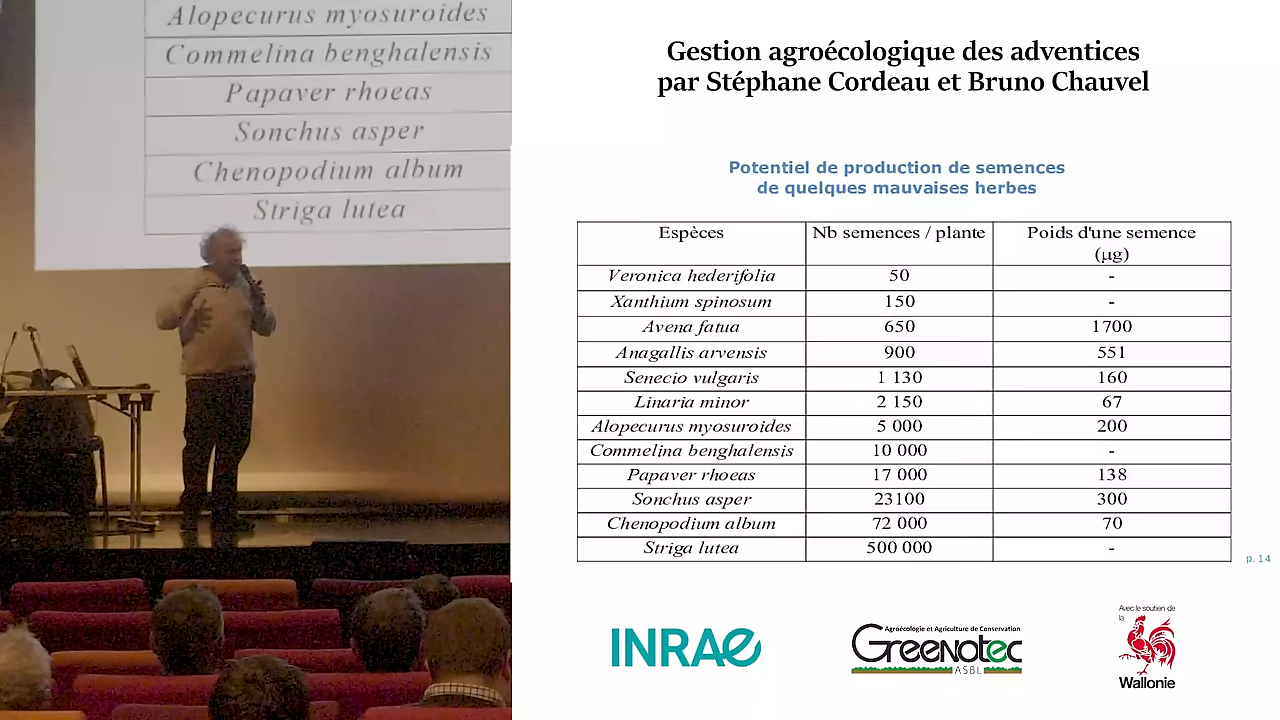 Alopecurus myosuroides
Commelina benghalensis
Papaver rhoeas
Sonchus asper
Chenopodium album
Striga lutea
Gestion agroécologique des adventices
par Stéphane Cordeau et Bruno Chauvel
Potentiel de production de semences
de quelques mauvaises herbes
Espèces Nb semences / plante Poids d'une semence
(µg)
Veronica hederifolia 50 -
Xanthium spinosum 150 -
Avena fatua 650 1700
Anagallis arvensis 900 551
Senecio vulgaris 1 130 160
Linaria minor 2 150 67
Alopecurus myosuroides 5 000 200
Commelina benghalensis 10 000 -
Papaver rhoeas 17 000 138
Sonchus asper 23100 300
Chenopodium album 72 000 70
Striga lutea 500 000 -
p. 14
INRAE
Agroécologie et Agriculture de Conservation
Greenotec
ASBL
Avec le soutien de
la
Wallonie